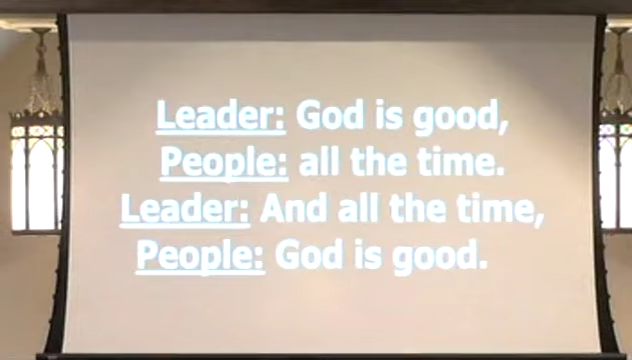 Leader: God is good,
People: all the time.
Leader: And all the time,
People: God is good.